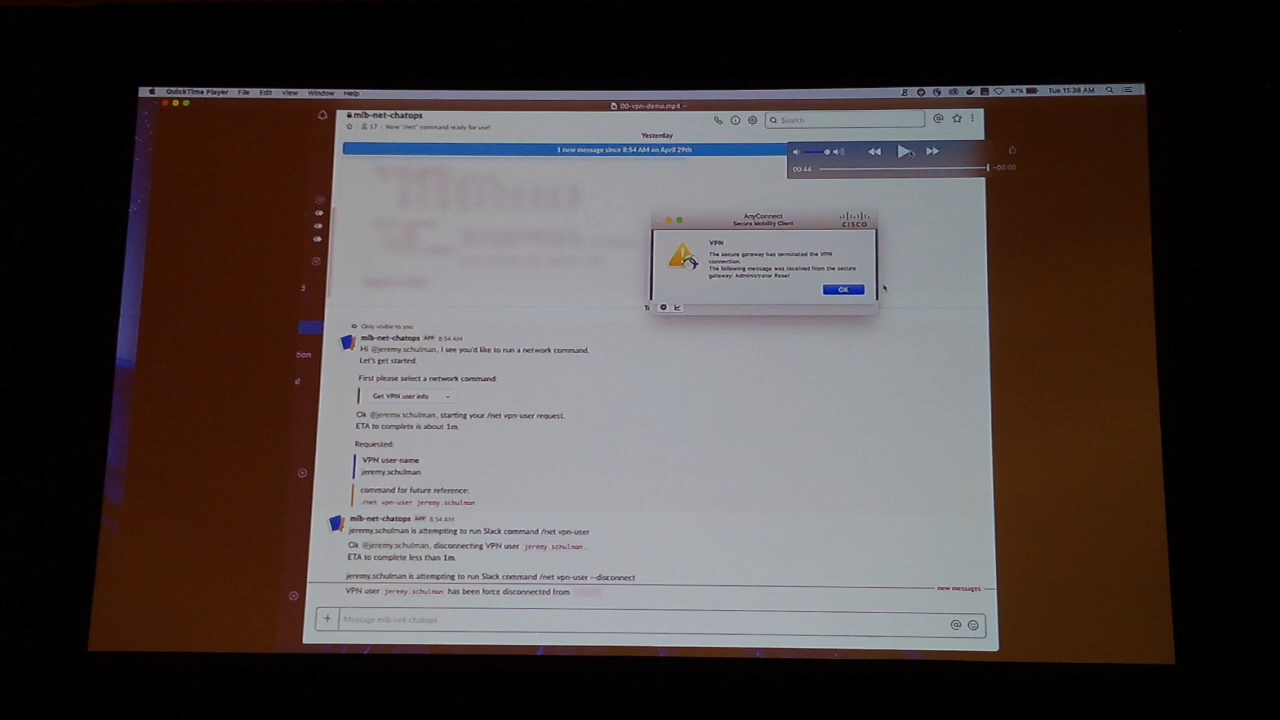 QuickTime Player File Edit View Window Help
97% Tue 11:38 AM
00-vpn-demo.mp4
mlb-net-chatops
17 | New "/net" command ready for use!
Search
Yesterday
1 new message since 8:54 AM on April 29th
00:44
-00:00
AnyConnect
Secure Mobility Client
CISCO
VPN
The secure gateway has terminated the VPN
connection.
The following message was received from the secure
gateway: Administrator Reset
OK
Only visible to you
mlb-net-chatops APP 8:54 AM
Hi @jeremy.schulman, I see you'd like to run a network command.
Let's get started.
First please select a network command:
Get VPN user info
Ok @jeremy.schulman, starting your /net vpn-user request.
ETA to complete is about 1m.
Requested:
VPN user-name
jeremy.schulman
command for future reference:
/net vpn-user jeremy.schulman
mlb-net-chatops APP 8:54 AM
jeremy.schulman is attempting to run Slack command /net vpn-user
Ok @jeremy.schulman, disconnecting VPN user jeremy.schulman.
ETA to complete less than 1m.
jeremy.schulman is attempting to run Slack command /net vpn-user --disconnect
new messages
VPN user jeremy.schulman has been force disconnected from
Message mlb-net-chatops